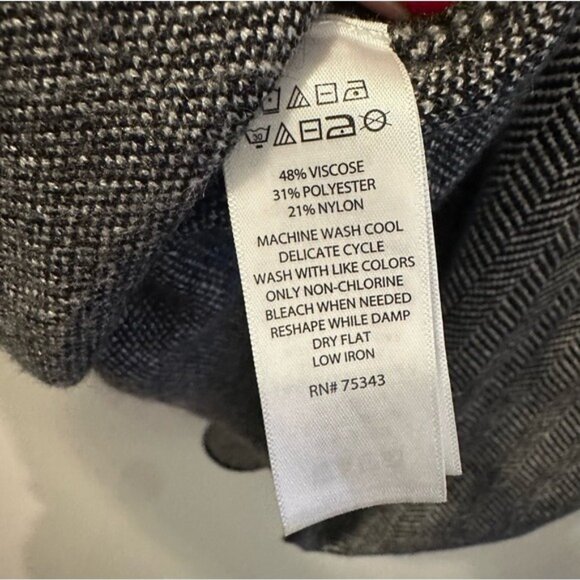 30
48% VISCOSE
31% POLYESTER
21% NYLON
MACHINE WASH COOL
DELICATE CYCLE
WASH WITH LIKE COLORS
ONLY NON-CHLORINE
BLEACH WHEN NEEDED
RESHAPE WHILE DAMP
DRY FLAT
LOW IRON
RN# 75343